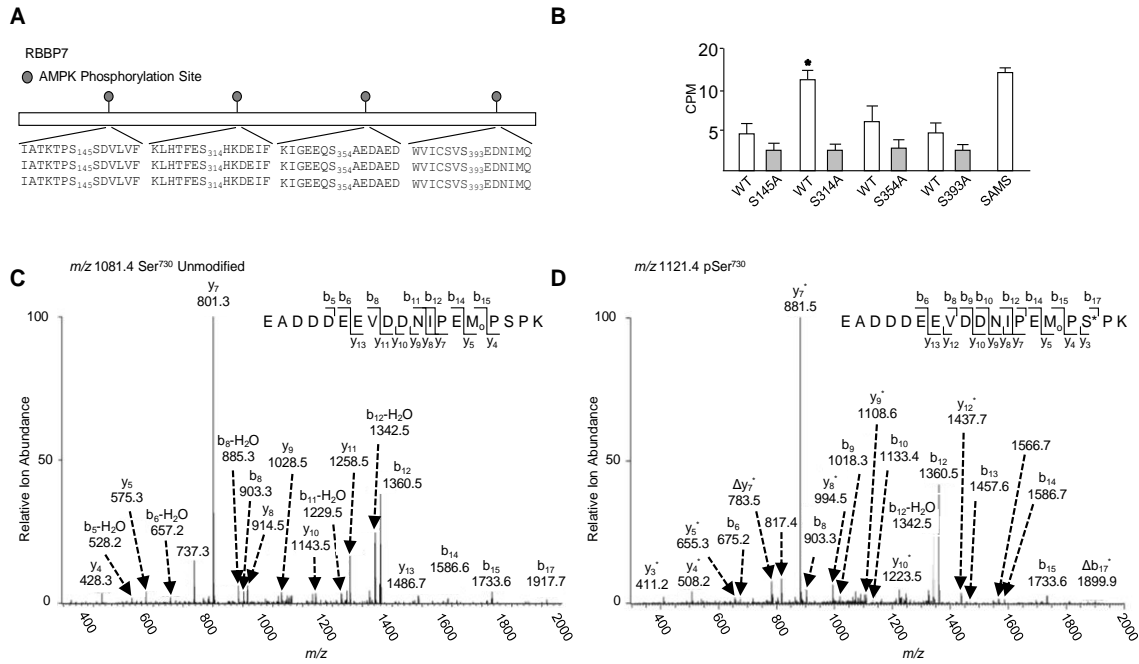 A
RBBP7
AMPK Phosphorylation Site
IATKTPS145SDVLVF KLHTFES314HKDEIF KIGEEQS354AEDAED WVICSVS393EDNIMQ
IATKTPS145SDVLVF KLHTFES314HKDEIF KIGEEQS354AEDAED WVICSVS393EDNIMQ
IATKTPS145SDVLVF KLHTFES314HKDEIF KIGEEQS354AEDAED WVICSVS393EDNIMQ
B
CPM
20
10
5
WT S145A WT S314A WT S354A WT S393A SAMS
*
C
m/z 1081.4 Ser730 Unmodified
b5 b6 b8 b11 b12 b14 b15
EADDDEEVDDNIPEMoPSPK
y13 y11 y10 y9 y8 y7 y5 y4
Relative Ion Abundance
100
50
0
y7
801.3
b12-H2O
1342.5
b12
1360.5
y11
1258.5
y9
1028.5
b8-H2O
885.3
b8
903.3
y8
914.5
b11-H2O
1229.5
y10
1143.5
y5
575.3
b5-H2O
528.2
b6-H2O
657.2
y4
428.3
737.3
y13
1486.7
b14
1586.6
b15
1733.6
b17
1917.7
400 600 800 1000 1200 1400 1600 1800 2000
m/z
D
m/z 1121.4 pSer730
b6 b8 b9 b10 b12 b14 b15 b17
EADDDEEVDDNIPEMoPS*PK
y13 y12 y10 y9 y8 y7 y5 y4 y3
Relative Ion Abundance
100
50
0
y7*
881.5
y9*
1108.6
y12*
1437.7
b9
1018.3
b10
1133.4
b12
1360.5
1566.7
b13
1457.6
b14
1586.7
Δy7*
783.5
817.4
y8*
994.5
b12-H2O
1342.5
y5*
655.3
b6
675.2
b8
903.3
y10*
1223.5
y3*
411.2
y4*
508.2
b15
1733.6
Δb17*
1899.9
400 600 800 1000 1200 1400 1600 1800 2000
m/z